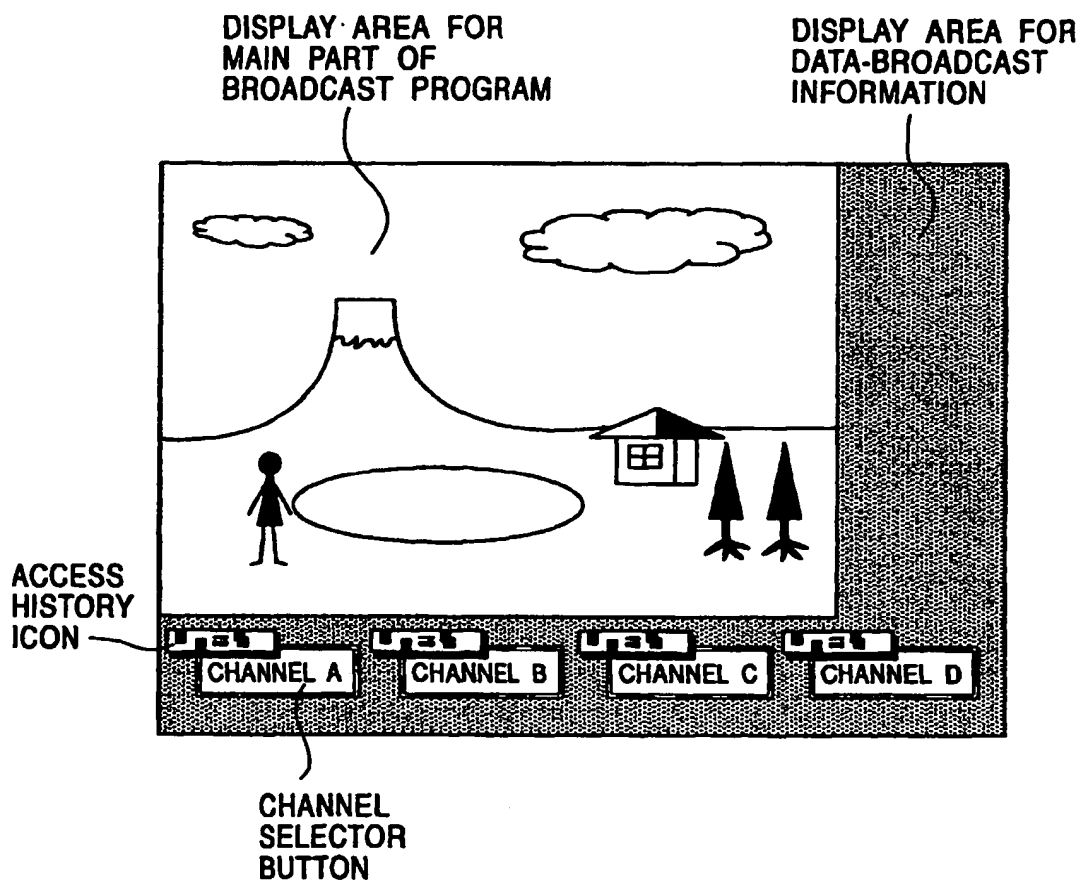 DISPLAY AREA FOR
MAIN PART OF
BROADCAST PROGRAM
DISPLAY AREA FOR
DATA-BROADCAST
INFORMATION
ACCESS
HISTORY
ICON
CHANNEL A
CHANNEL B
CHANNEL C
CHANNEL D
CHANNEL
SELECTOR
BUTTON